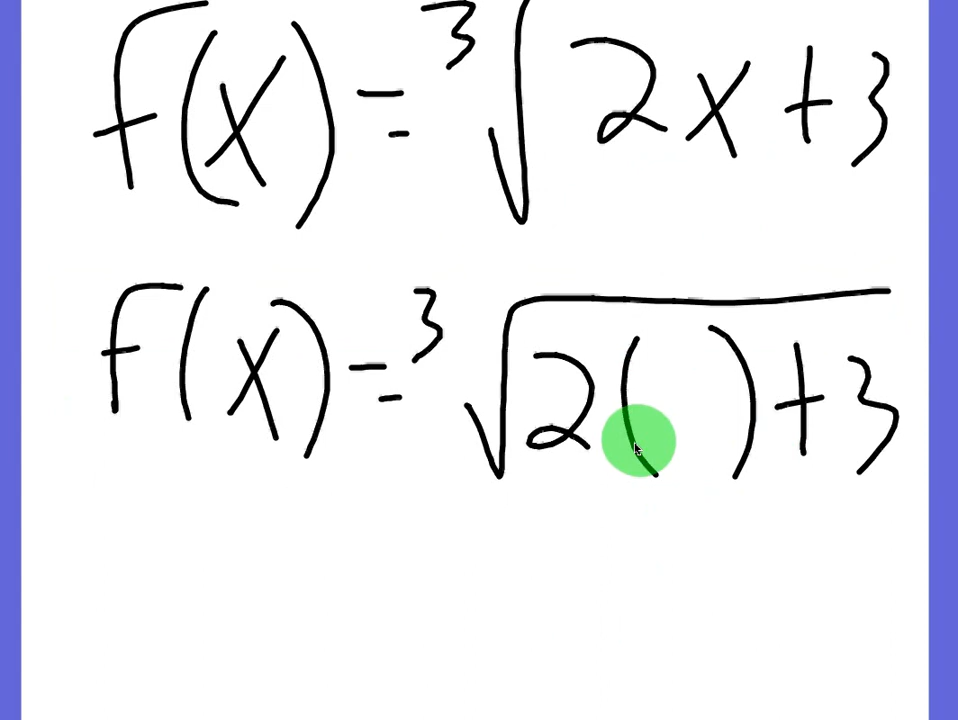 f(x) = ³√2x + 3
f(x) = ³√2( ) + 3